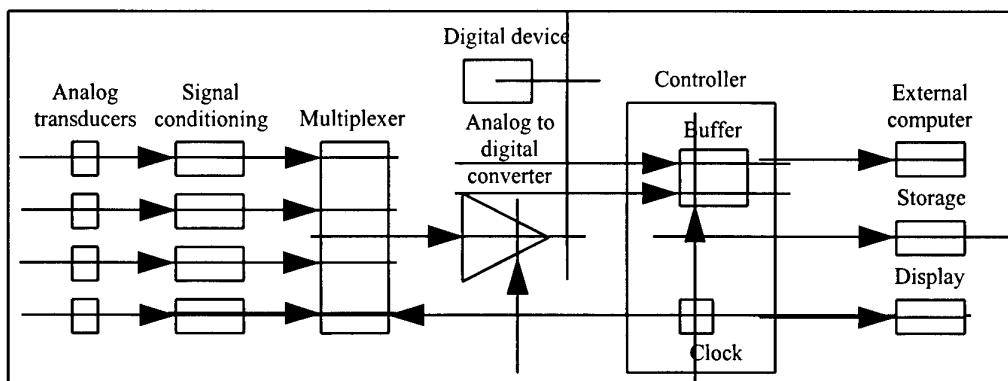 Digital device
Analog
transducers
Signal
conditioning
Multiplexer
Analog to
digital
converter
Controller
Buffer
Clock
External
computer
Storage
Display